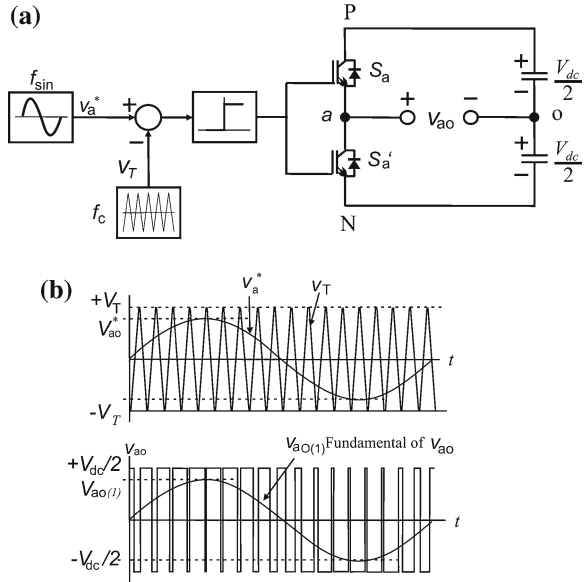 (a)
P
f_sin
v_a*
+
−
S_a
+
−
V_dc/2
a
+
v_ao
−
o
V_T
S_a'
+
−
V_dc/2
f_c
N
(b)
v_a*
v_T
+V_T
V_ao*
t
-V_T
v_ao
v_aO(1) Fundamental of v_ao
+V_dc/2
V_ao(1)
t
-V_dc/2